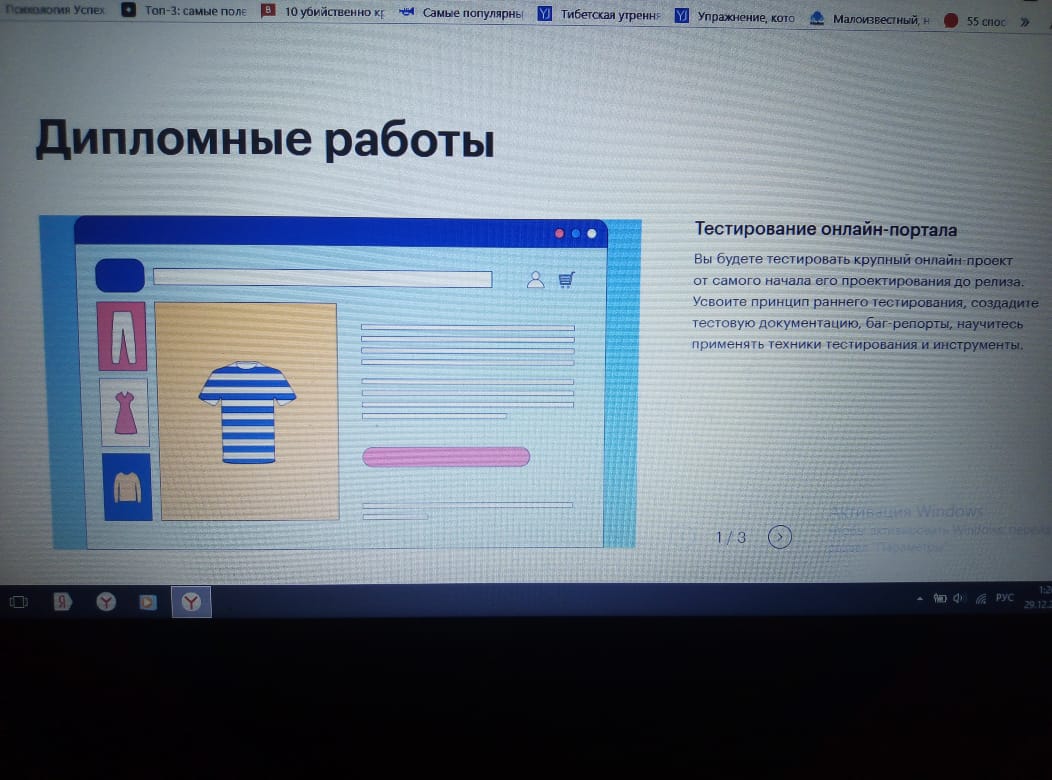 Психология Успех Топ-3: самые поле 10 убийственно кр Самые популярны Тибетская утрення Упражнение, кото Малоизвестный, н 55 спос »
Дипломные работы
Тестирование онлайн-портала
Вы будете тестировать крупный онлайн-проект
от самого начала его проектирования до релиза.
Усвоите принцип раннего тестирования, создадите
тестовую документацию, баг-репорты, научитесь
применять техники тестирования и инструменты.
1 / 3
Активация Windows
Чтобы активировать Windows, перейд
раздел "Параметры".
РУС
29.12.2